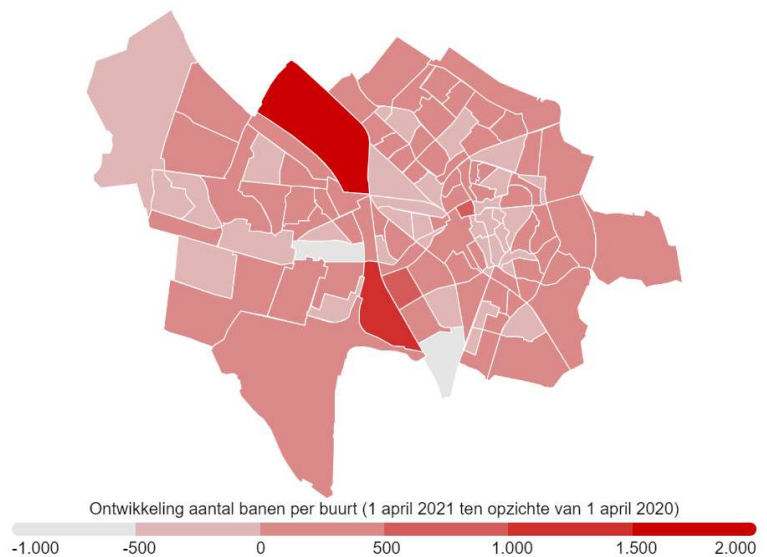 Ontwikkeling aantal banen per buurt (1 april 2021 ten opzichte van 1 april 2020)
-1.000 -500 0 500 1.000 1.500 2.000